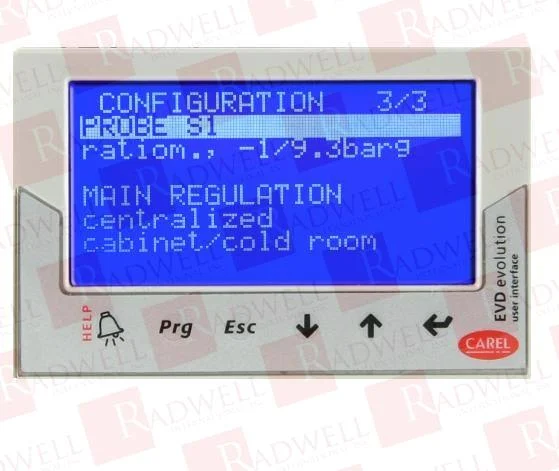 CONFIGURATION 3/3
PROBE S1
ratiom., -1/9.3barg
MAIN REGULATION
centralized
cabinet/cold room
HELP
Prg Esc
EVD evolution
user interface
CAREL
RADWELL